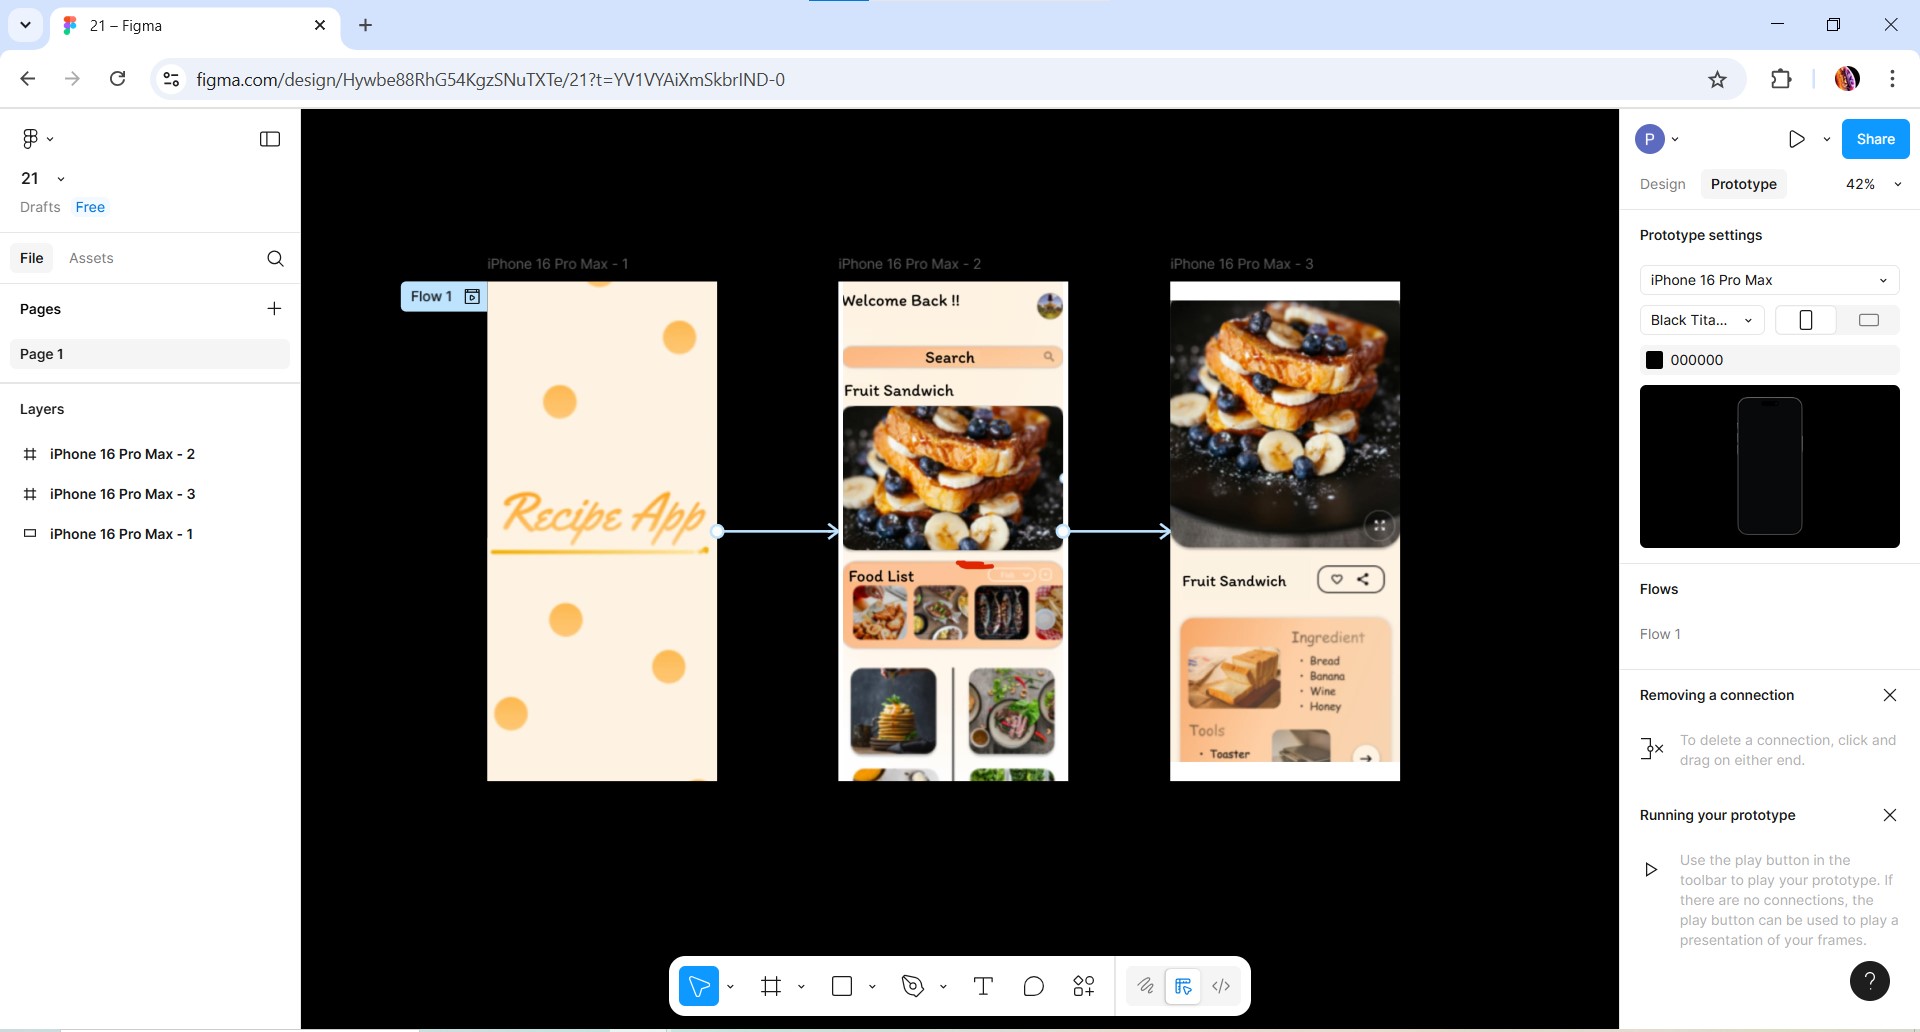 21 – Figma
figma.com/design/Hywbe88RhG54KgzSNuTXTe/21?t=YV1VYAiXmSkbrIND-0
21
Drafts Free
File Assets
Pages
Page 1
Layers
iPhone 16 Pro Max - 2
iPhone 16 Pro Max - 3
iPhone 16 Pro Max - 1
iPhone 16 Pro Max - 1
Flow 1
Recipe App
iPhone 16 Pro Max - 2
Welcome Back !!
Search
Fruit Sandwich
Food List
iPhone 16 Pro Max - 3
Fruit Sandwich
Ingredient
• Bread
• Banana
• Wine
• Honey
Tools
• Toaster
P
Share
Design Prototype 42%
Prototype settings
iPhone 16 Pro Max
Black Tita...
000000
Flows
Flow 1
Removing a connection
To delete a connection, click and
drag on either end.
Running your prototype
Use the play button in the
toolbar to play your prototype. If
there are no connections, the
play button can be used to play a
presentation of your frames.
?